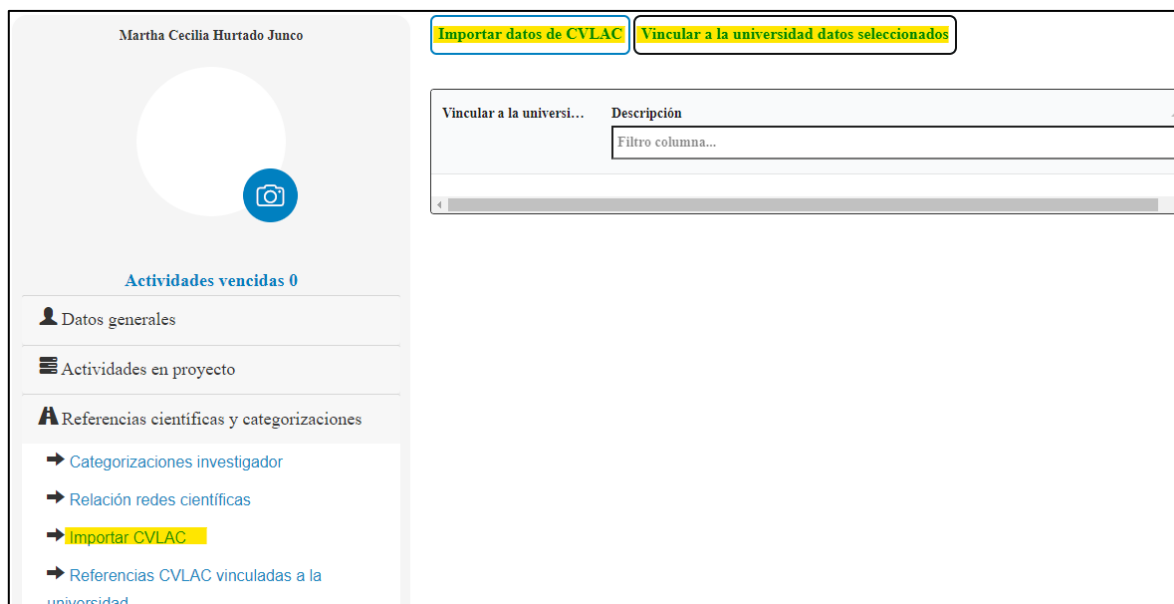 Martha Cecilia Hurtado Junco
Actividades vencidas 0
Datos generales
Actividades en proyecto
Referencias científicas y categorizaciones
Categorizaciones investigador
Relación redes científicas
Importar CVLAC
Referencias CVLAC vinculadas a la
universidad
Importar datos de CVLAC
Vincular a la universidad datos seleccionados
Vincular a la universi...
Descripción
Filtro columna...